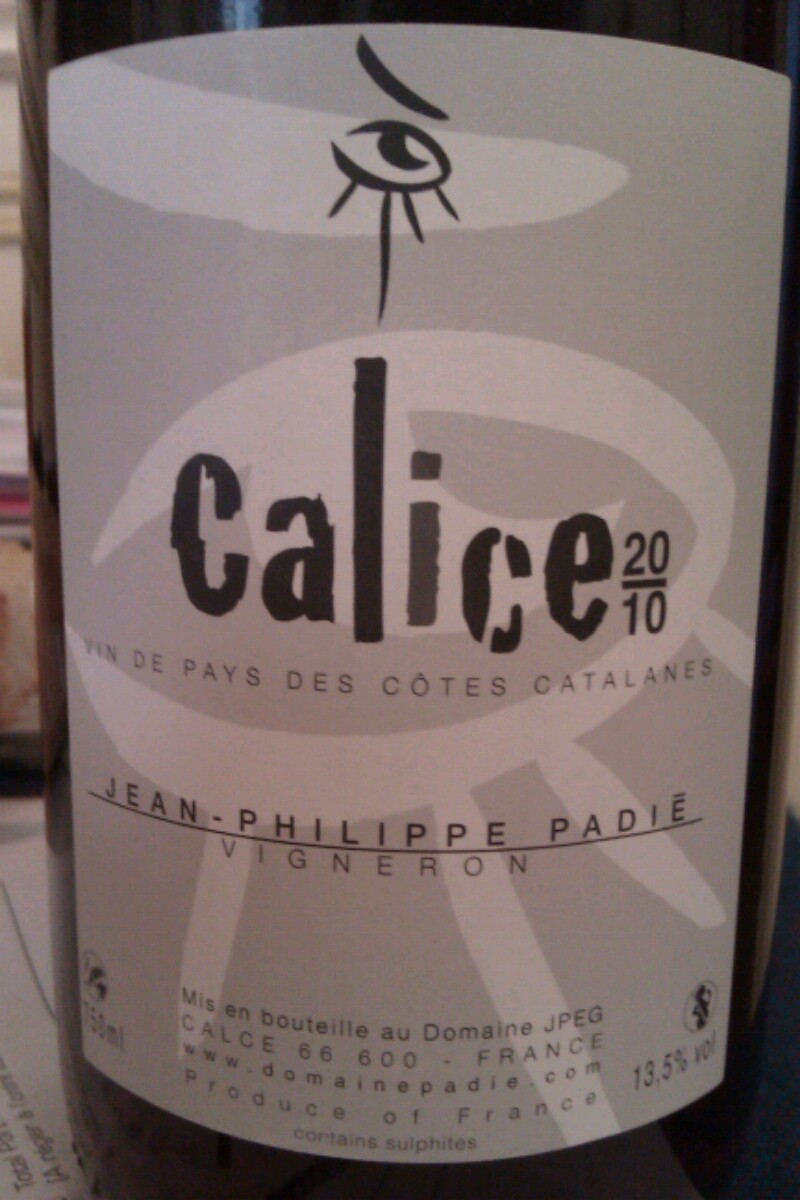 Calice 20
10
VIN DE PAYS DES CÔTES CATALANES
JEAN-PHILIPPE PADIĒ
VIGNERON
Mis en bouteille au Domaine JPEG
CALCE 66 600 - FRANCE
www.domainepadie.com
Produce of France
contains sulphites
750ml
13,5% vol